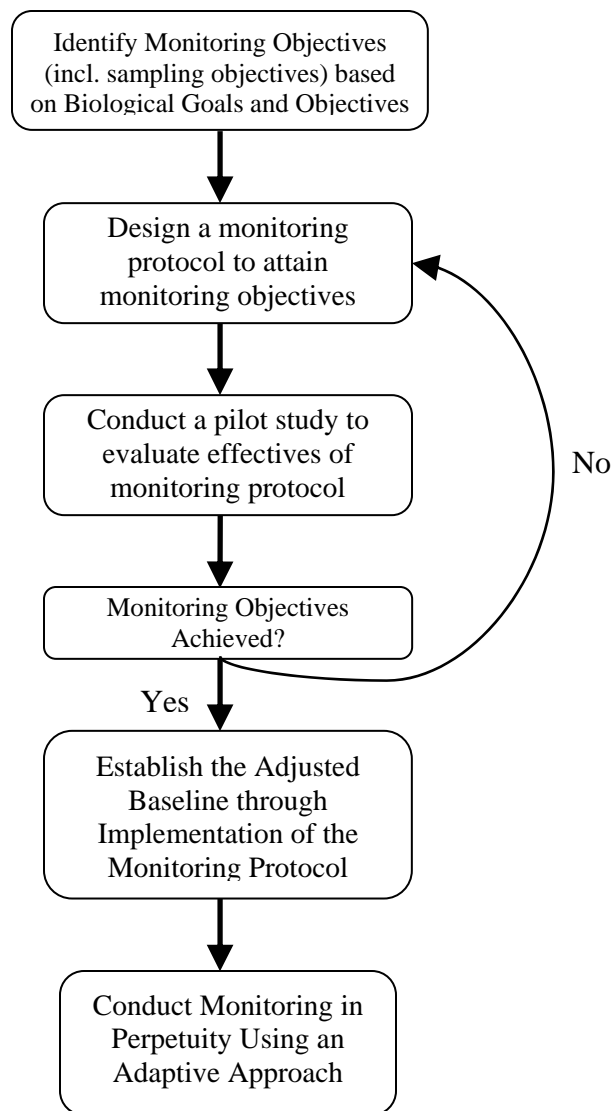 Identify Monitoring Objectives
(incl. sampling objectives) based
on Biological Goals and Objectives
Design a monitoring
protocol to attain
monitoring objectives
Conduct a pilot study to
evaluate effectives of
monitoring protocol
No
Monitoring Objectives
Achieved?
Yes
Establish the Adjusted
Baseline through
Implementation of the
Monitoring Protocol
Conduct Monitoring in
Perpetuity Using an
Adaptive Approach